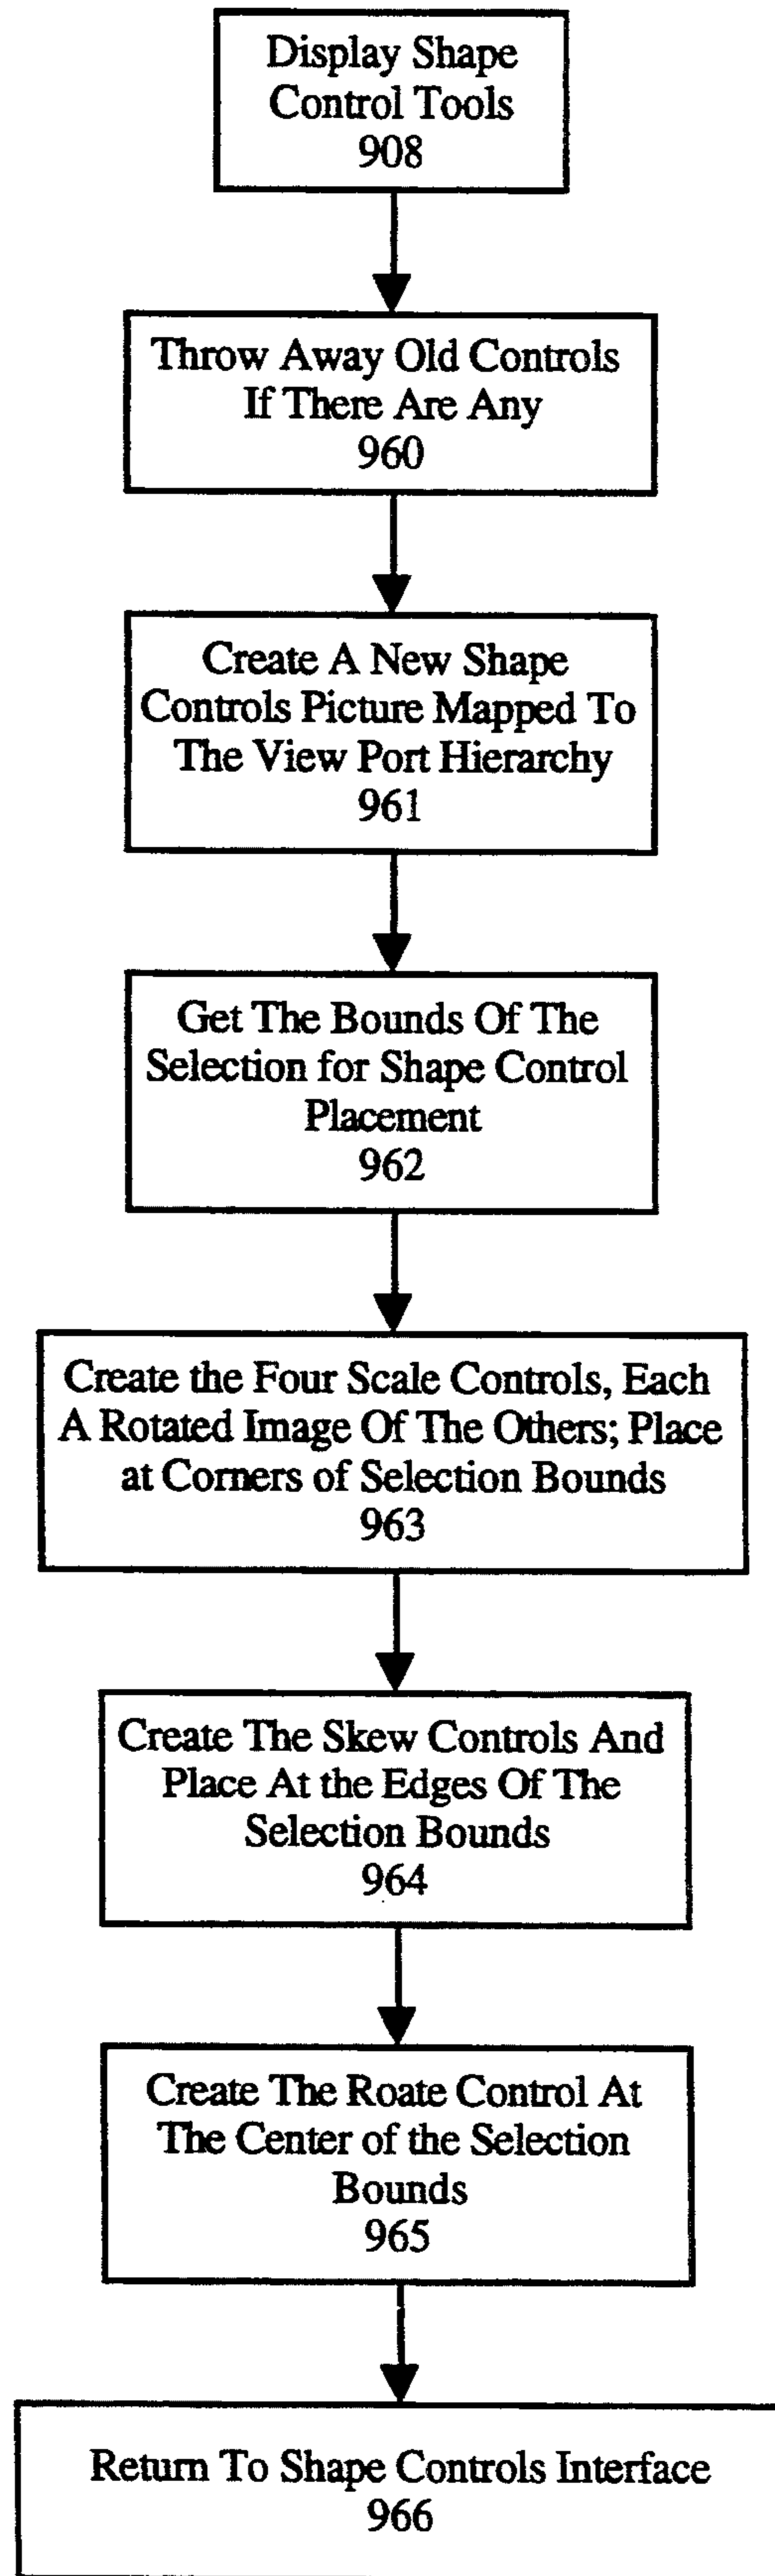 Display Shape
Control Tools
908
Throw Away Old Controls
If There Are Any
960
Create A New Shape
Controls Picture Mapped To
The View Port Hierarchy
961
Get The Bounds Of The
Selection for Shape Control
Placement
962
Create the Four Scale Controls, Each
A Rotated Image Of The Others; Place
at Corners of Selection Bounds
963
Create The Skew Controls And
Place At the Edges Of The
Selection Bounds
964
Create The Roate Control At
The Center of the Selection
Bounds
965
Return To Shape Controls Interface
966